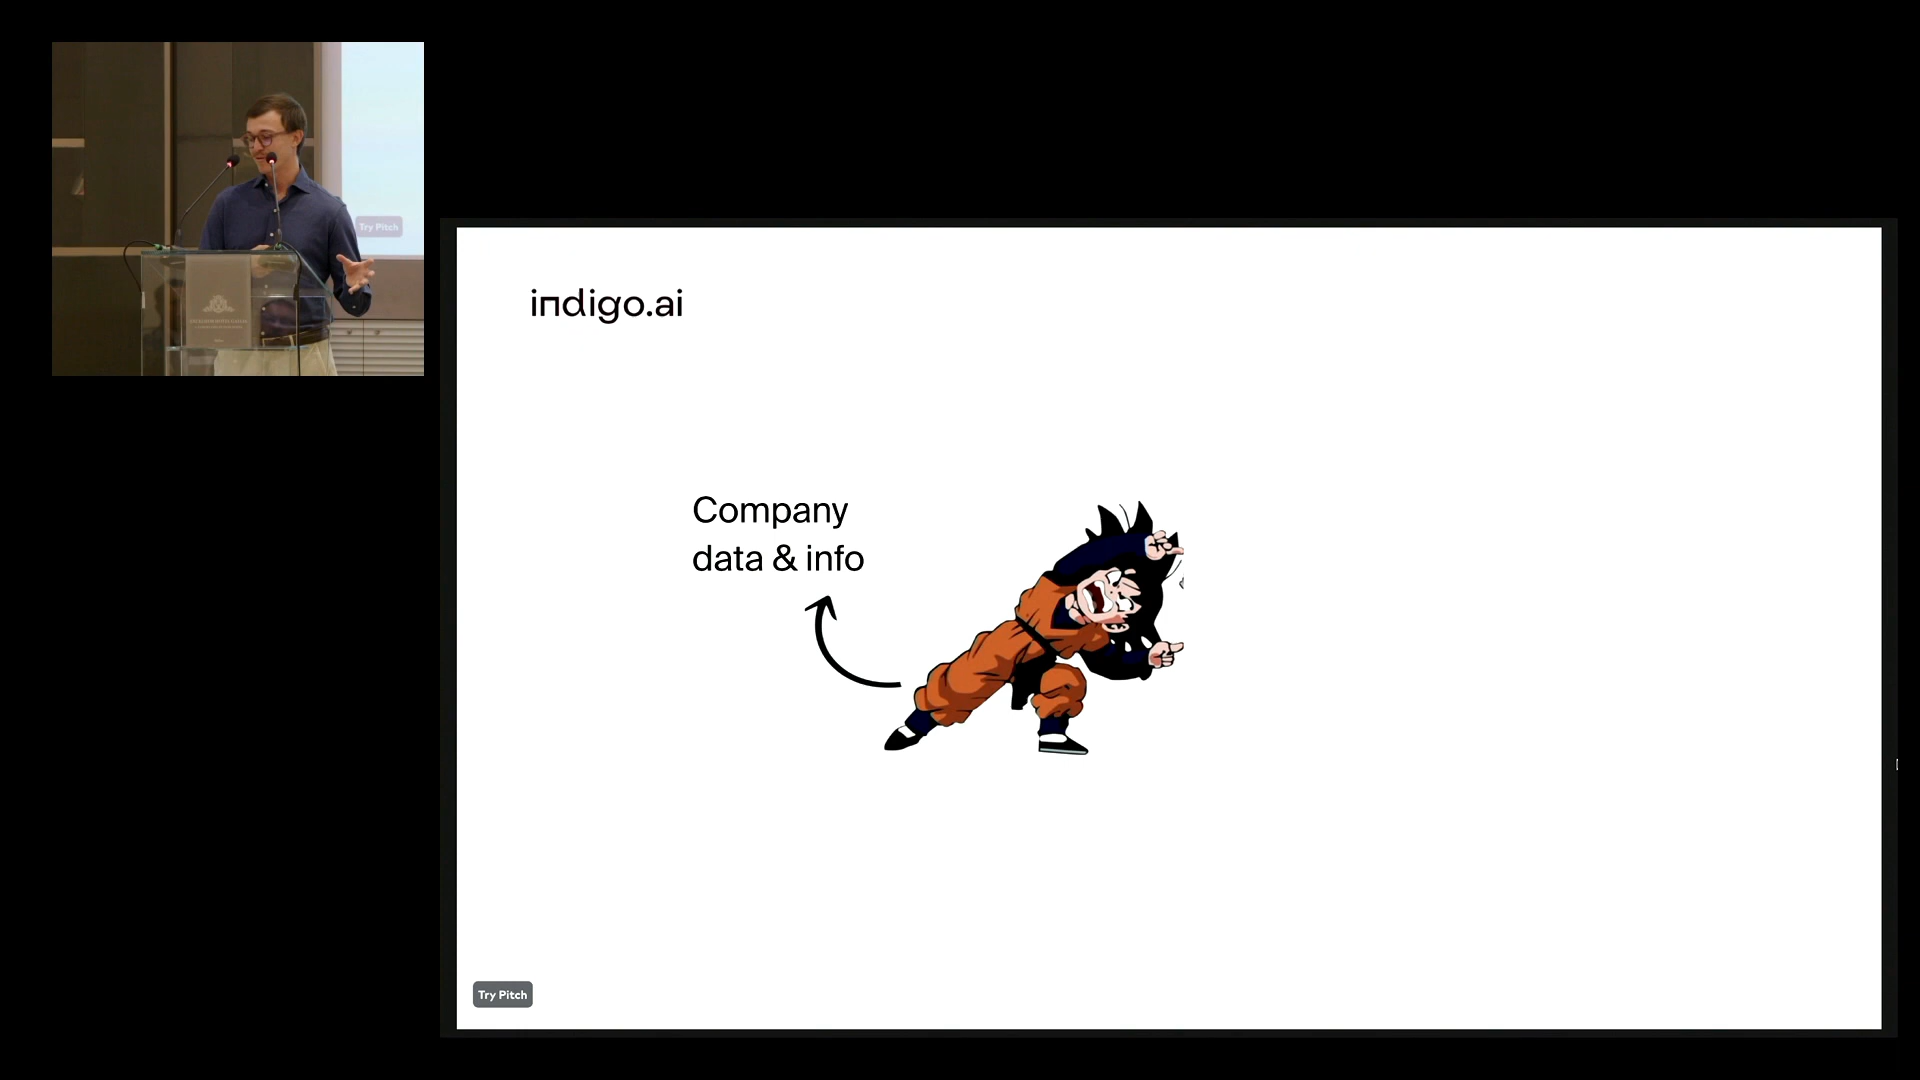 Try Pitch
indigo.ai
Company
data & info
Try Pitch